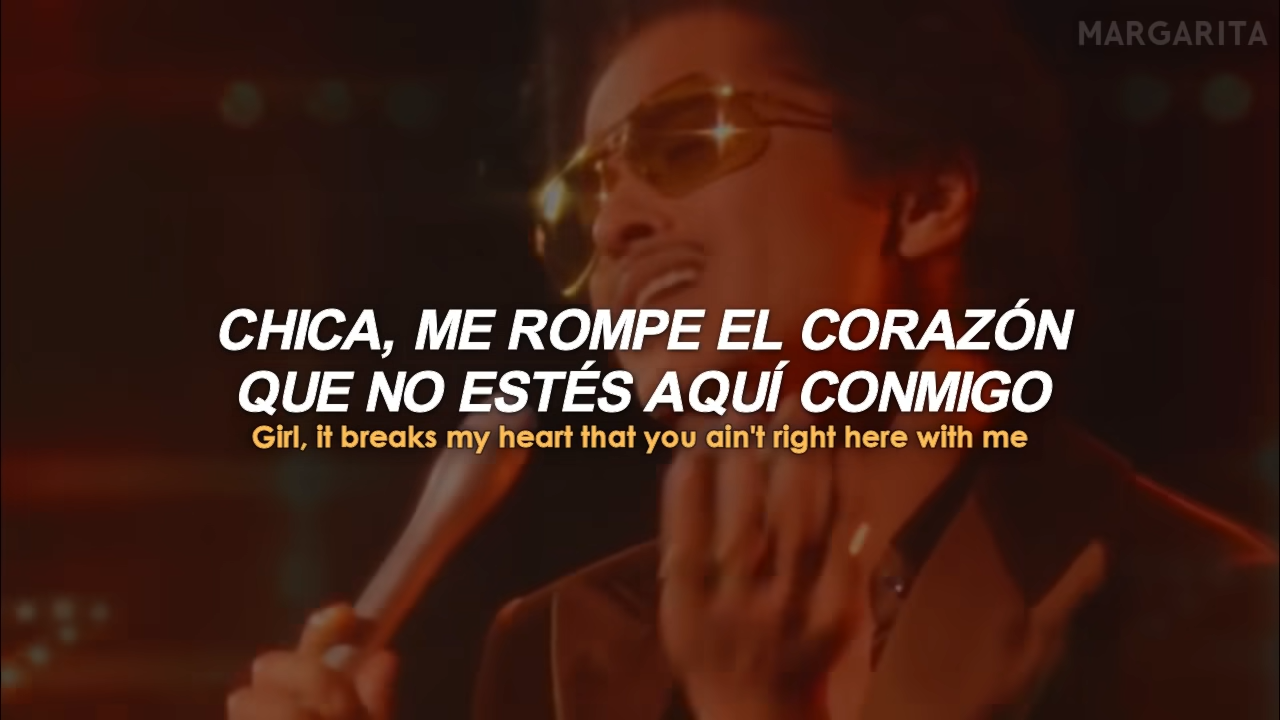 MARGARITA
CHICA, ME ROMPE EL CORAZÓN
QUE NO ESTÉS AQUÍ CONMIGO
Girl, it breaks my heart that you ain't right here with me